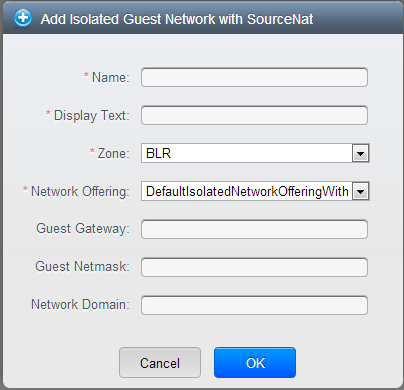 Add Isolated Guest Network with SourceNat
* Name:
* Display Text:
* Zone: BLR
* Network Offering: DefaultIsolatedNetworkOfferingWith
Guest Gateway:
Guest Netmask:
Network Domain:
Cancel OK